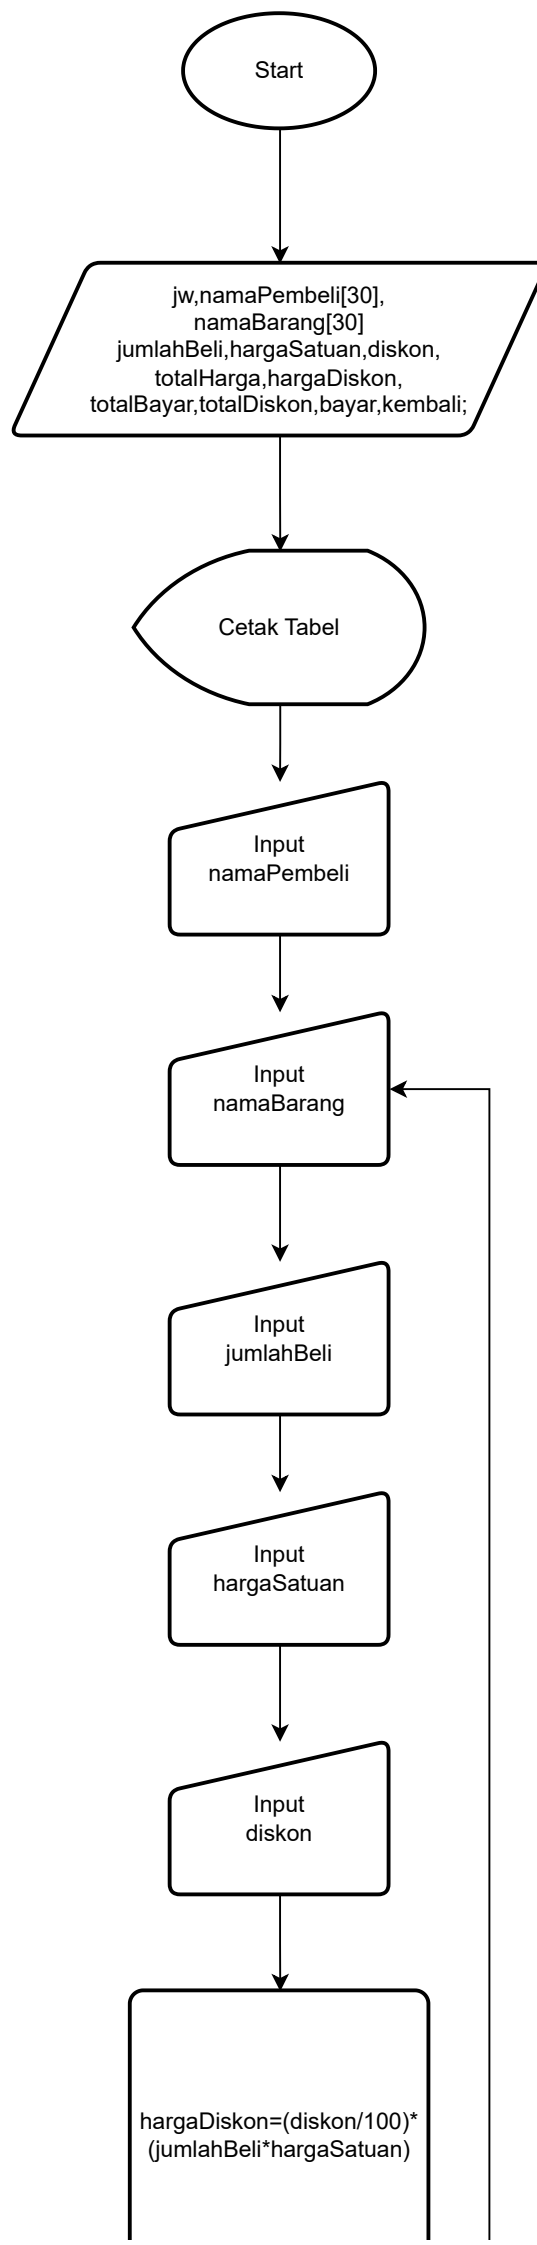 Start
jw,namaPembeli[30],
namaBarang[30]
jumlahBeli,hargaSatuan,diskon,
totalHarga,hargaDiskon,
totalBayar,totalDiskon,bayar,kembali;
Cetak Tabel
Input
namaPembeli
Input
namaBarang
Input
jumlahBeli
Input
hargaSatuan
Input
diskon
hargaDiskon=(diskon/100)*
(jumlahBeli*hargaSatuan)